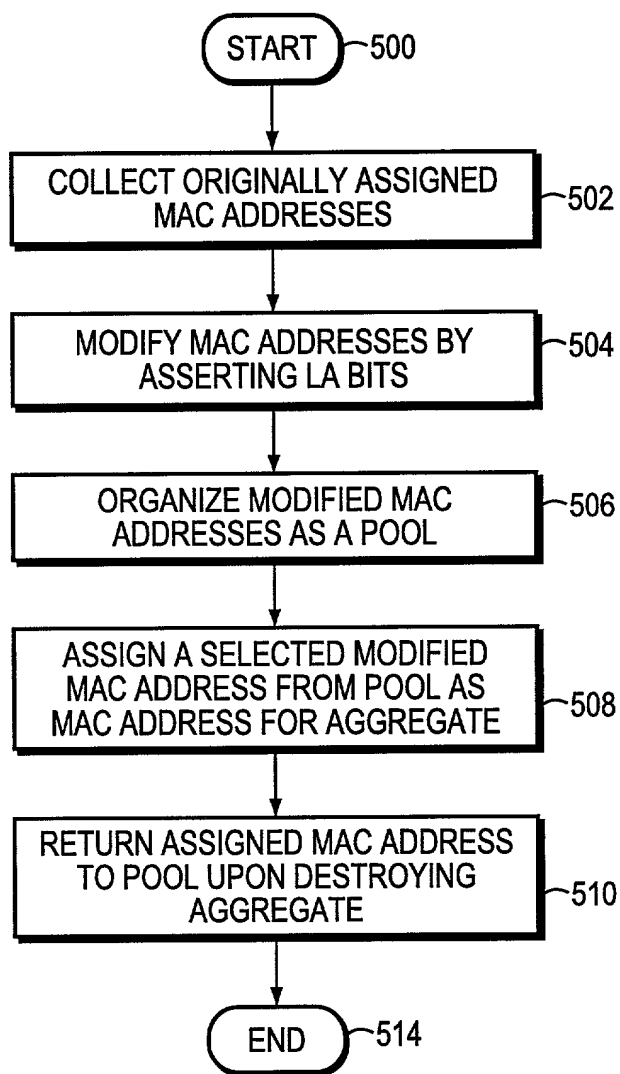 START 500
COLLECT ORIGINALLY ASSIGNED
MAC ADDRESSES
502
MODIFY MAC ADDRESSES BY
ASSERTING LA BITS
504
ORGANIZE MODIFIED MAC
ADDRESSES AS A POOL
506
ASSIGN A SELECTED MODIFIED
MAC ADDRESS FROM POOL AS
MAC ADDRESS FOR AGGREGATE
508
RETURN ASSIGNED MAC ADDRESS
TO POOL UPON DESTROYING
AGGREGATE
510
END 514